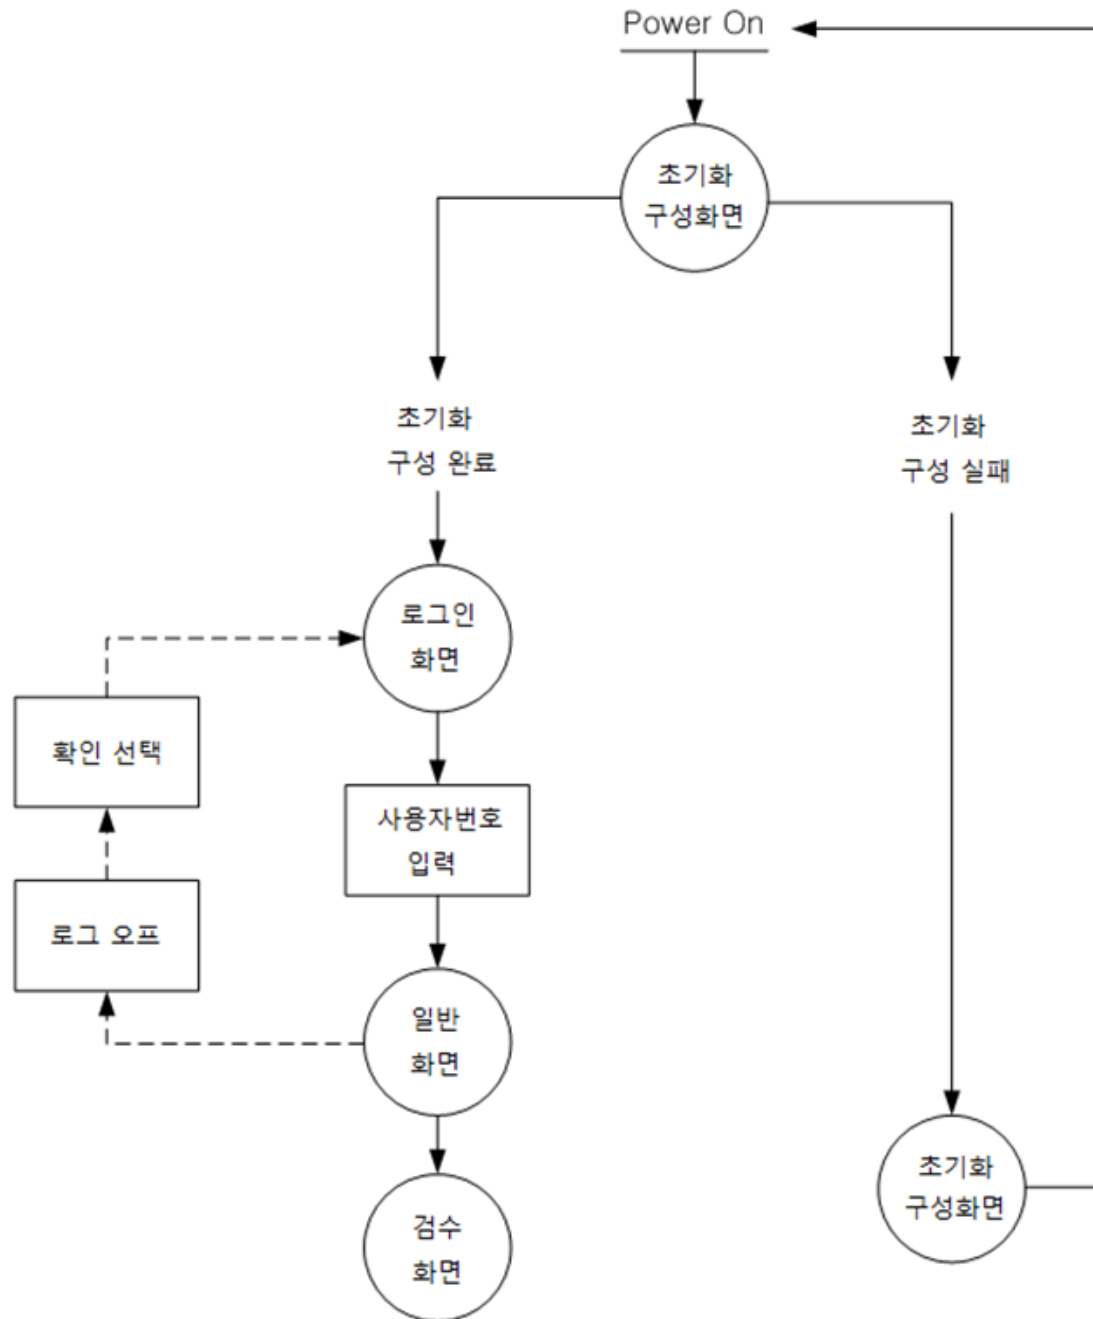 Power On
초기화
구성화면
초기화
구성 완료
초기화
구성 실패
로그인
화면
확인 선택
사용자번호
입력
로그 오프
일반
화면
초기화
구성화면
검수
화면